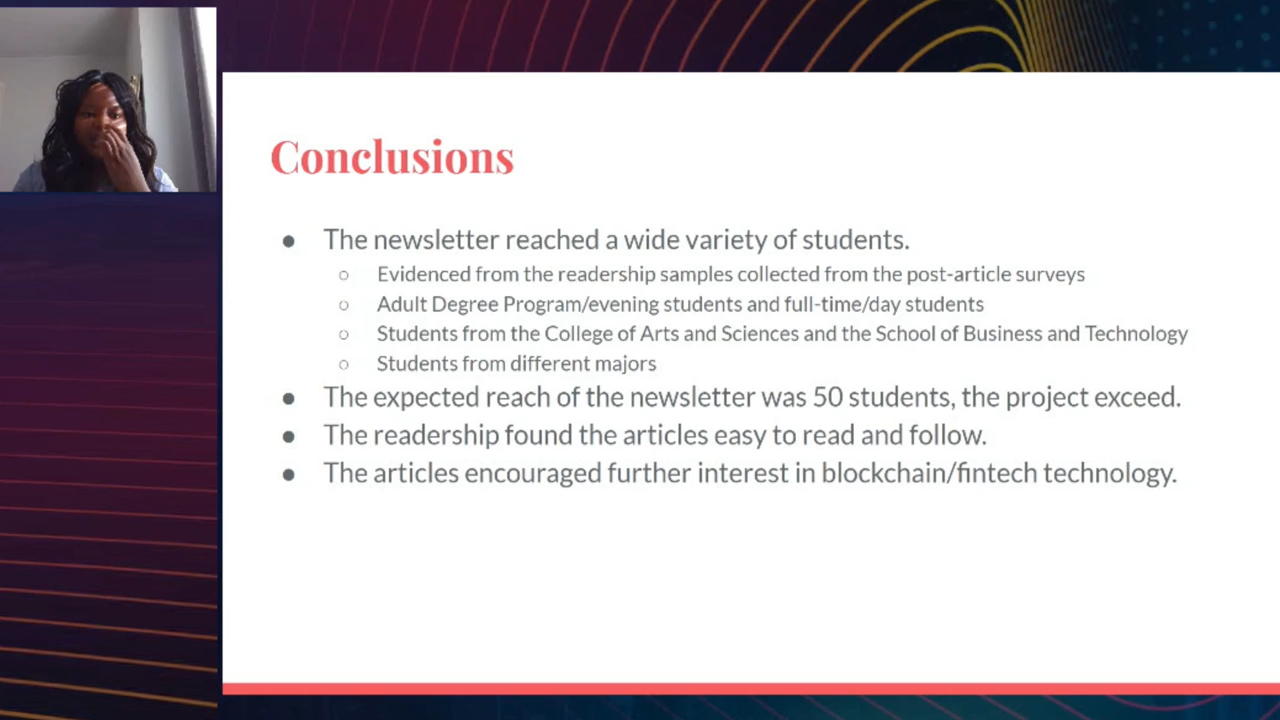 Conclusions
● The newsletter reached a wide variety of students.
○ Evidenced from the readership samples collected from the post-article surveys
○ Adult Degree Program/evening students and full-time/day students
○ Students from the College of Arts and Sciences and the School of Business and Technology
○ Students from different majors
● The expected reach of the newsletter was 50 students, the project exceed.
● The readership found the articles easy to read and follow.
● The articles encouraged further interest in blockchain/fintech technology.